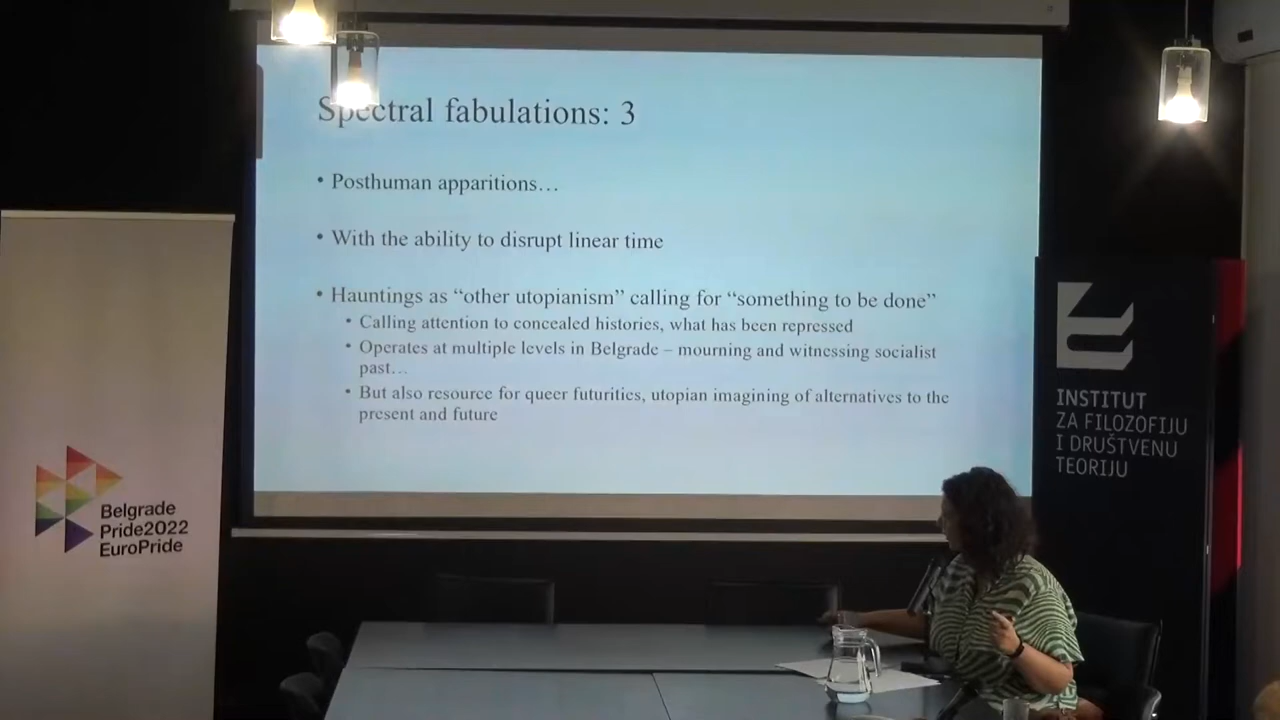 Spectral fabulations: 3
• Posthuman apparitions…
• With the ability to disrupt linear time
• Hauntings as “other utopianism” calling for “something to be done”
• Calling attention to concealed histories, what has been repressed
• Operates at multiple levels in Belgrade – mourning and witnessing socialist
past…
• But also resource for queer futurities, utopian imagining of alternatives to the
present and future
Belgrade
Pride2022
EuroPride
INSTITUT
ZA FILOZOFIJU
I DRUŠTVENU
TEORIJU